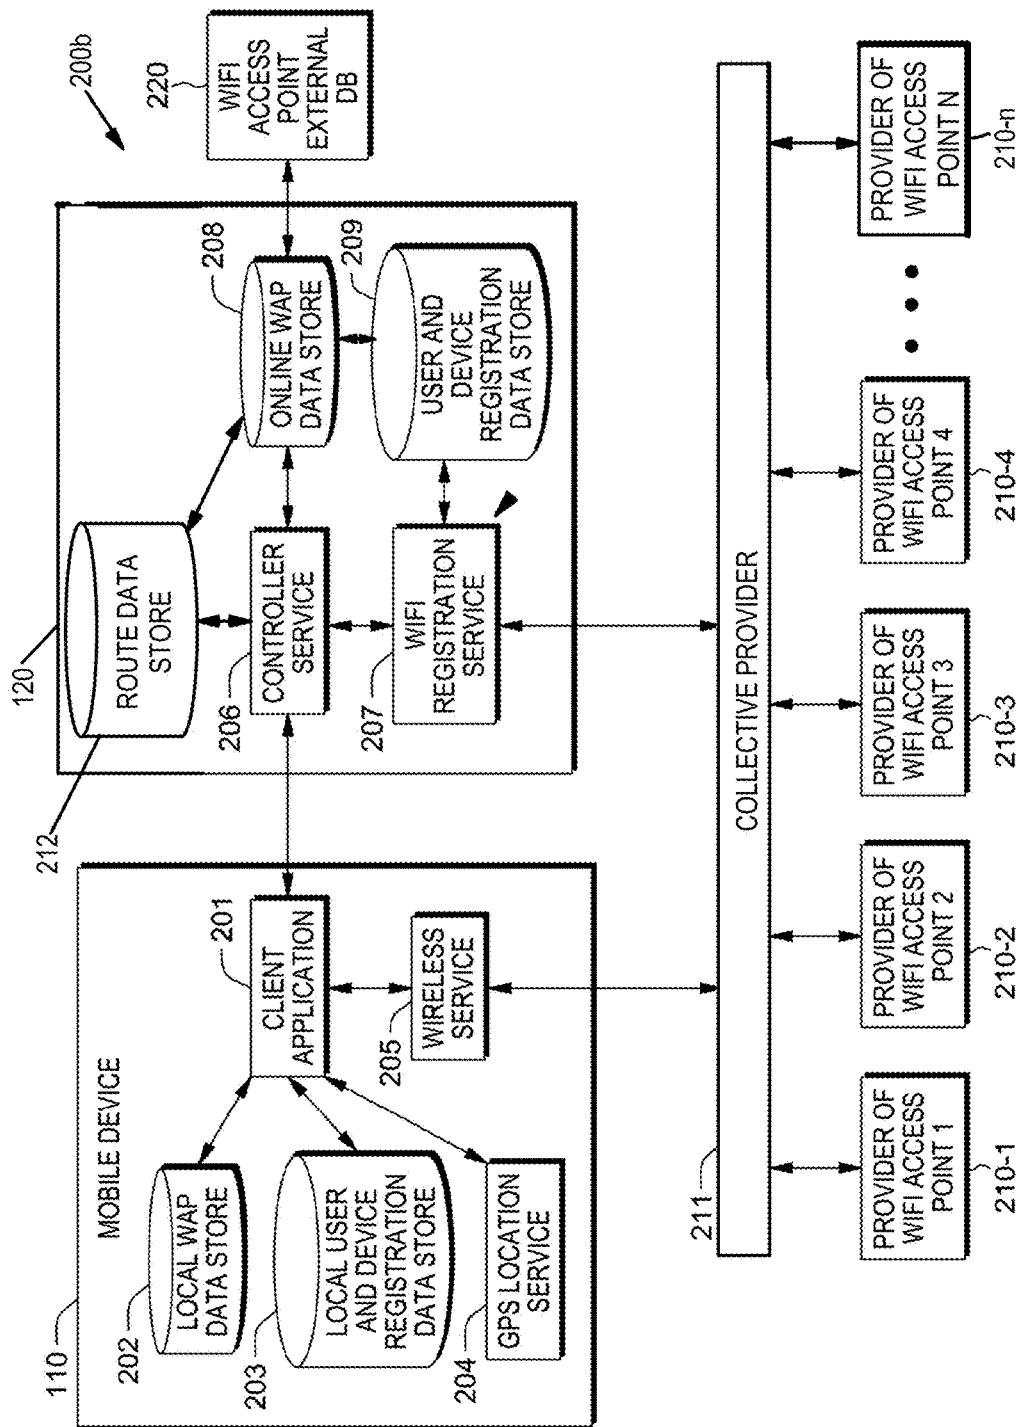 200b
120
212
ROUTE DATA
STORE
208
ONLINE WAP
DATA STORE
220
WIFI
ACCESS
POINT
EXTERNAL
DB
206
CONTROLLER
SERVICE
209
USER AND
DEVICE
REGISTRATION
DATA STORE
207
WIFI
REGISTRATION
SERVICE
110
MOBILE DEVICE
202
LOCAL WAP
DATA STORE
201
CLIENT
APPLICATION
203
LOCAL USER
AND DEVICE
REGISTRATION
DATA STORE
205
WIRELESS
SERVICE
204
GPS LOCATION
SERVICE
211
COLLECTIVE PROVIDER
PROVIDER OF
WIFI ACCESS
POINT 1
210-1
PROVIDER OF
WIFI ACCESS
POINT 2
210-2
PROVIDER OF
WIFI ACCESS
POINT 3
210-3
PROVIDER OF
WIFI ACCESS
POINT 4
210-4
PROVIDER OF
WIFI ACCESS
POINT N
210-n